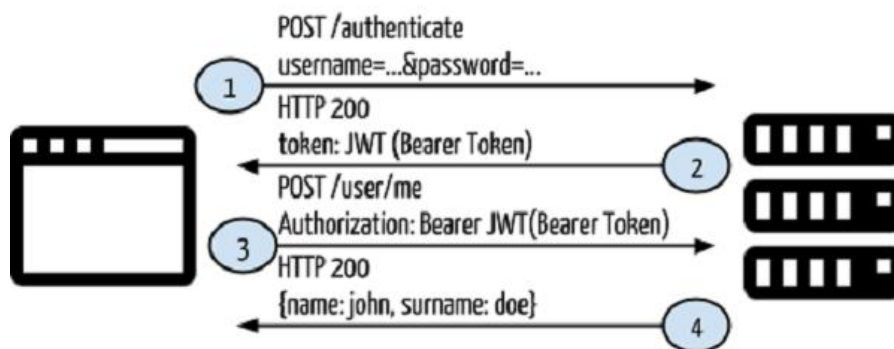 POST /authenticate
username=...&password=...
1
HTTP 200
token: JWT (Bearer Token)
2
POST /user/me
Authorization: Bearer JWT(Bearer Token)
3
HTTP 200
{name: john, surname: doe}
4